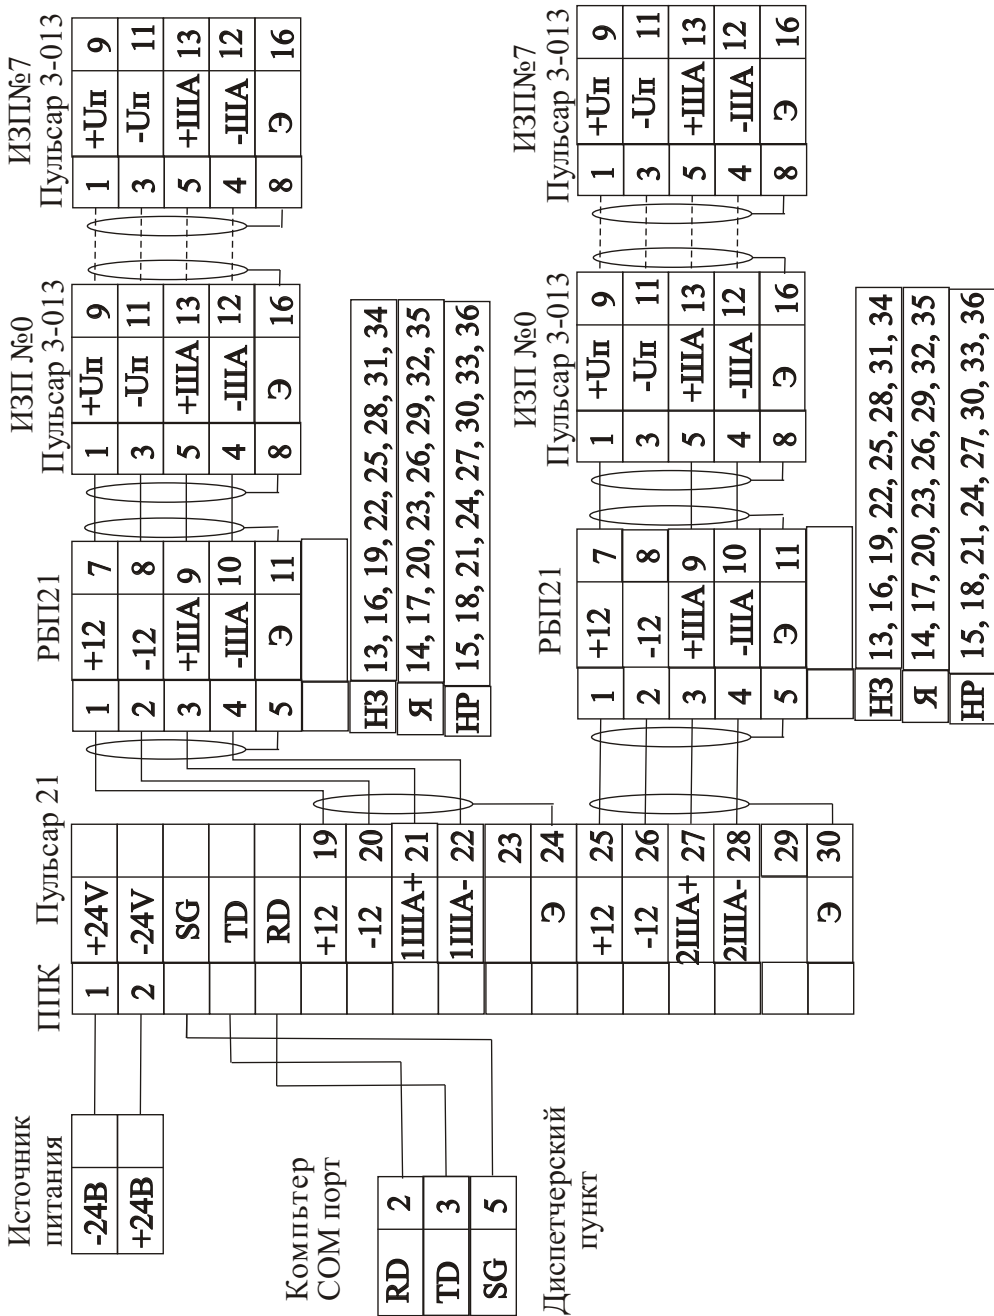 Источник
питания
-24В
+24В
Компьтер
COM порт
RD 2
TD 3
SG 5
Диспетчерский
пункт
ППК Пульсар 21
1 +24V
2 -24V
SG
TD
RD
+12 19
-12 20
1ША+ 21
1ША- 22
23
Э 24
+12 25
-12 26
2ША+ 27
2ША- 28
29
Э 30
РБП21
1 +12 7
2 -12 8
3 +ША 9
4 -ША 10
5 Э 11
НЗ 13, 16, 19, 22, 25, 28, 31, 34
Я 14, 17, 20, 23, 26, 29, 32, 35
НР 15, 18, 21, 24, 27, 30, 33, 36
ИЗП №0
Пульсар 3-013
1 +Uп 9
3 -Uп 11
5 +ША 13
4 -ША 12
8 Э 16
ИЗП№7
Пульсар 3-013
1 +Uп 9
3 -Uп 11
5 +ША 13
4 -ША 12
8 Э 16
РБП21
1 +12 7
2 -12 8
3 +ША 9
4 -ША 10
5 Э 11
НЗ 13, 16, 19, 22, 25, 28, 31, 34
Я 14, 17, 20, 23, 26, 29, 32, 35
НР 15, 18, 21, 24, 27, 30, 33, 36
ИЗП №0
Пульсар 3-013
1 +Uп 9
3 -Uп 11
5 +ША 13
4 -ША 12
8 Э 16
ИЗП№7
Пульсар 3-013
1 +Uп 9
3 -Uп 11
5 +ША 13
4 -ША 12
8 Э 16